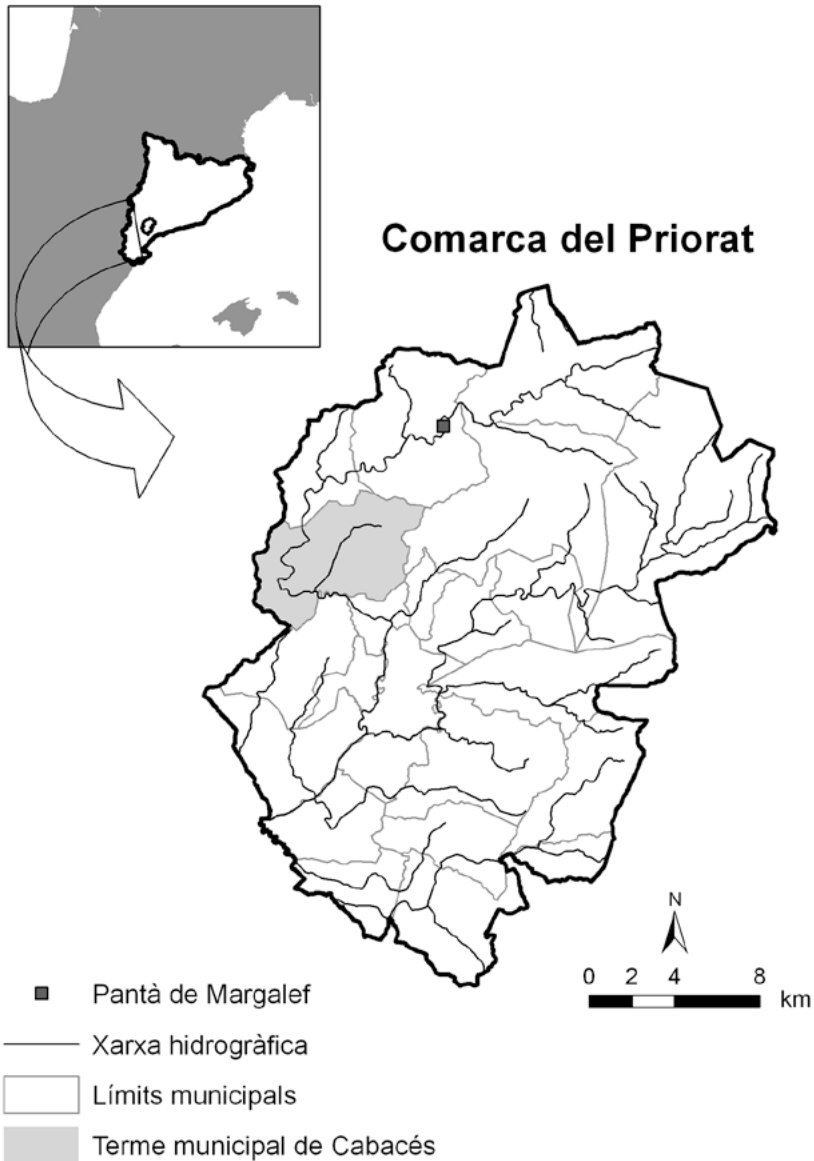 Comarca del Priorat
N
0 2 4 8
km
Pantà de Margalef
Xarxa hidrogràfica
Límits municipals
Terme municipal de Cabacés